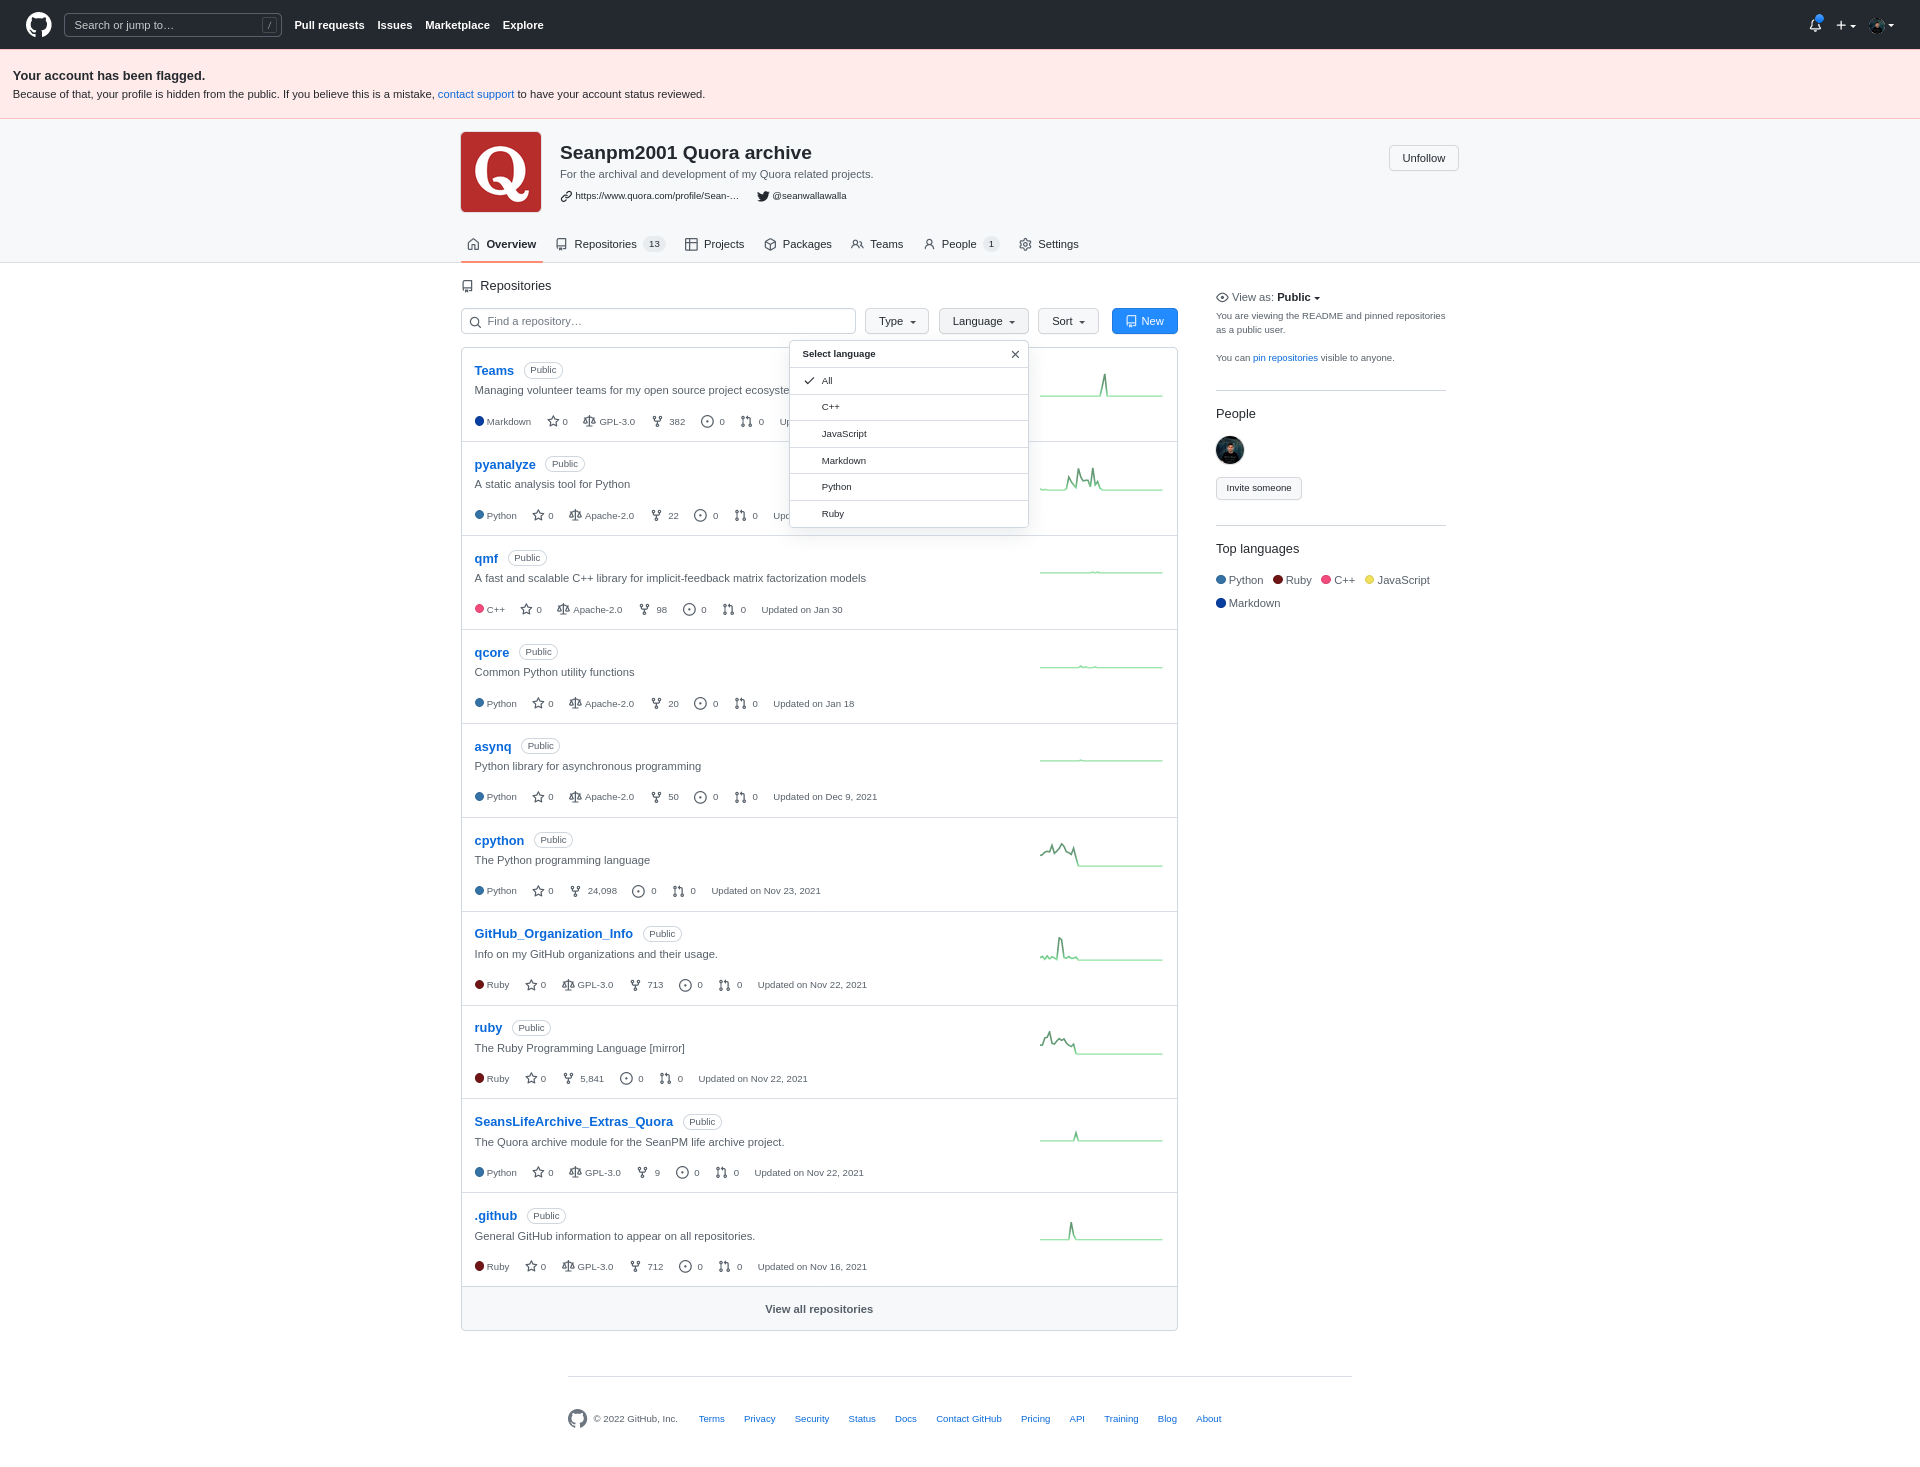 Search or jump to… /
Pull requests Issues Marketplace Explore
Your account has been flagged.
Because of that, your profile is hidden from the public. If you believe this is a mistake, contact support to have your account status reviewed.
Q
Seanpm2001 Quora archive
For the archival and development of my Quora related projects.
https://www.quora.com/profile/Sean-… @seanwallawalla
Unfollow
Overview Repositories 13 Projects Packages Teams People 1 Settings
Repositories
Find a repository… Type Language Sort New
Select language
All
C++
JavaScript
Markdown
Python
Ruby
Teams Public
Managing volunteer teams for my open source project ecosyste
Markdown 0 GPL-3.0 382 0 0
pyanalyze Public
A static analysis tool for Python
Python 0 Apache-2.0 22 0 0
qmf Public
A fast and scalable C++ library for implicit-feedback matrix factorization models
C++ 0 Apache-2.0 98 0 0 Updated on Jan 30
qcore Public
Common Python utility functions
Python 0 Apache-2.0 20 0 0 Updated on Jan 18
asynq Public
Python library for asynchronous programming
Python 0 Apache-2.0 50 0 0 Updated on Dec 9, 2021
cpython Public
The Python programming language
Python 0 24,098 0 0 Updated on Nov 23, 2021
GitHub_Organization_Info Public
Info on my GitHub organizations and their usage.
Ruby 0 GPL-3.0 713 0 0 Updated on Nov 22, 2021
ruby Public
The Ruby Programming Language [mirror]
Ruby 0 5,841 0 0 Updated on Nov 22, 2021
SeansLifeArchive_Extras_Quora Public
The Quora archive module for the SeanPM life archive project.
Python 0 GPL-3.0 9 0 0 Updated on Nov 22, 2021
.github Public
General GitHub information to appear on all repositories.
Ruby 0 GPL-3.0 712 0 0 Updated on Nov 16, 2021
View all repositories
View as: Public
You are viewing the README and pinned repositories
as a public user.
You can pin repositories visible to anyone.
People
Invite someone
Top languages
Python Ruby C++ JavaScript
Markdown
© 2022 GitHub, Inc. Terms Privacy Security Status Docs Contact GitHub Pricing API Training Blog About